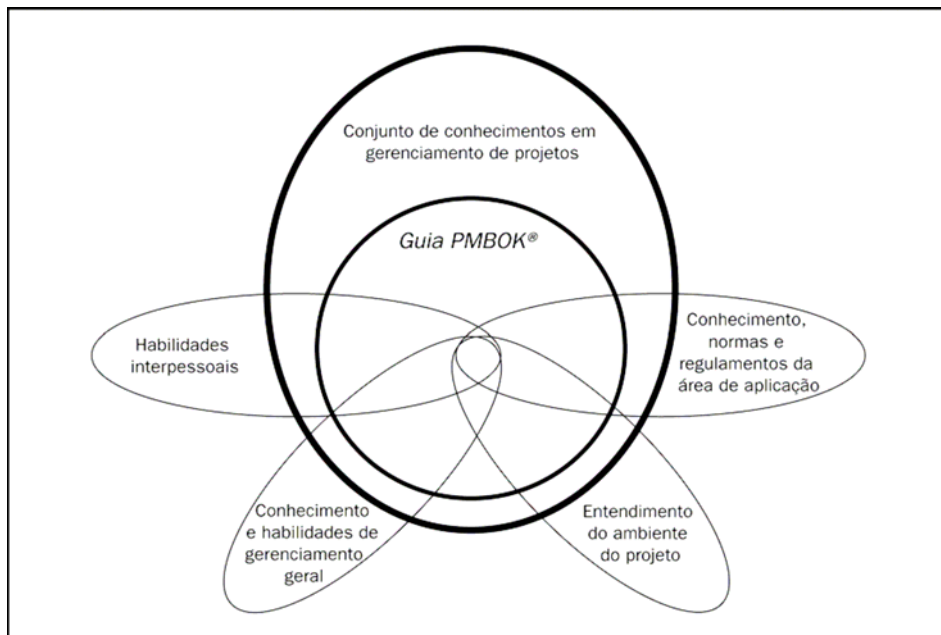 Conjunto de conhecimentos em
gerenciamento de projetos
Guia PMBOK®
Habilidades
interpessoais
Conhecimento,
normas e
regulamentos da
área de aplicação
Conhecimento
e habilidades de
gerenciamento
geral
Entendimento
do ambiente
do projeto